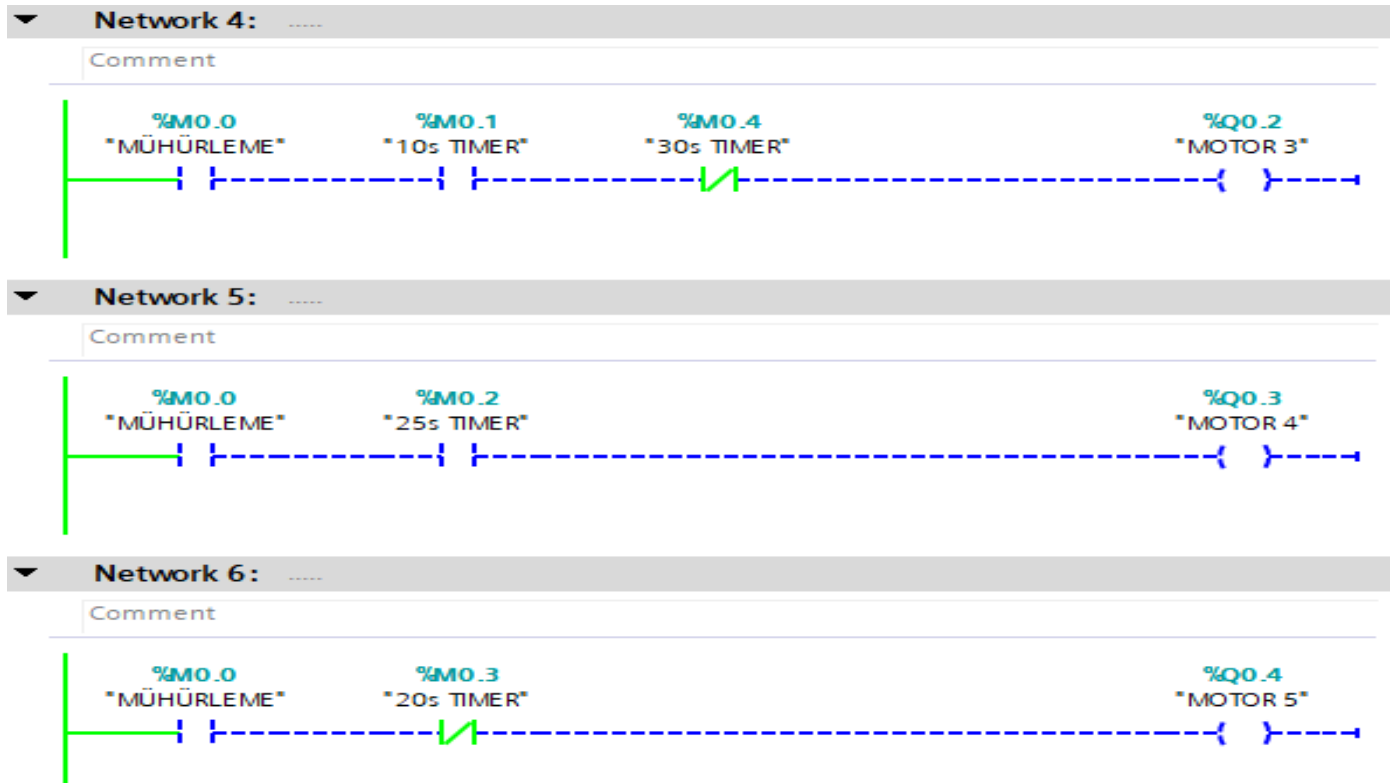 Network 4: .....
Comment
%M0.0 %M0.1 %M0.4 %Q0.2
"MÜHÜRLEME" "10s TIMER" "30s TIMER" "MOTOR 3"
Network 5: .....
Comment
%M0.0 %M0.2 %Q0.3
"MÜHÜRLEME" "25s TIMER" "MOTOR 4"
Network 6: .....
Comment
%M0.0 %M0.3 %Q0.4
"MÜHÜRLEME" "20s TIMER" "MOTOR 5"